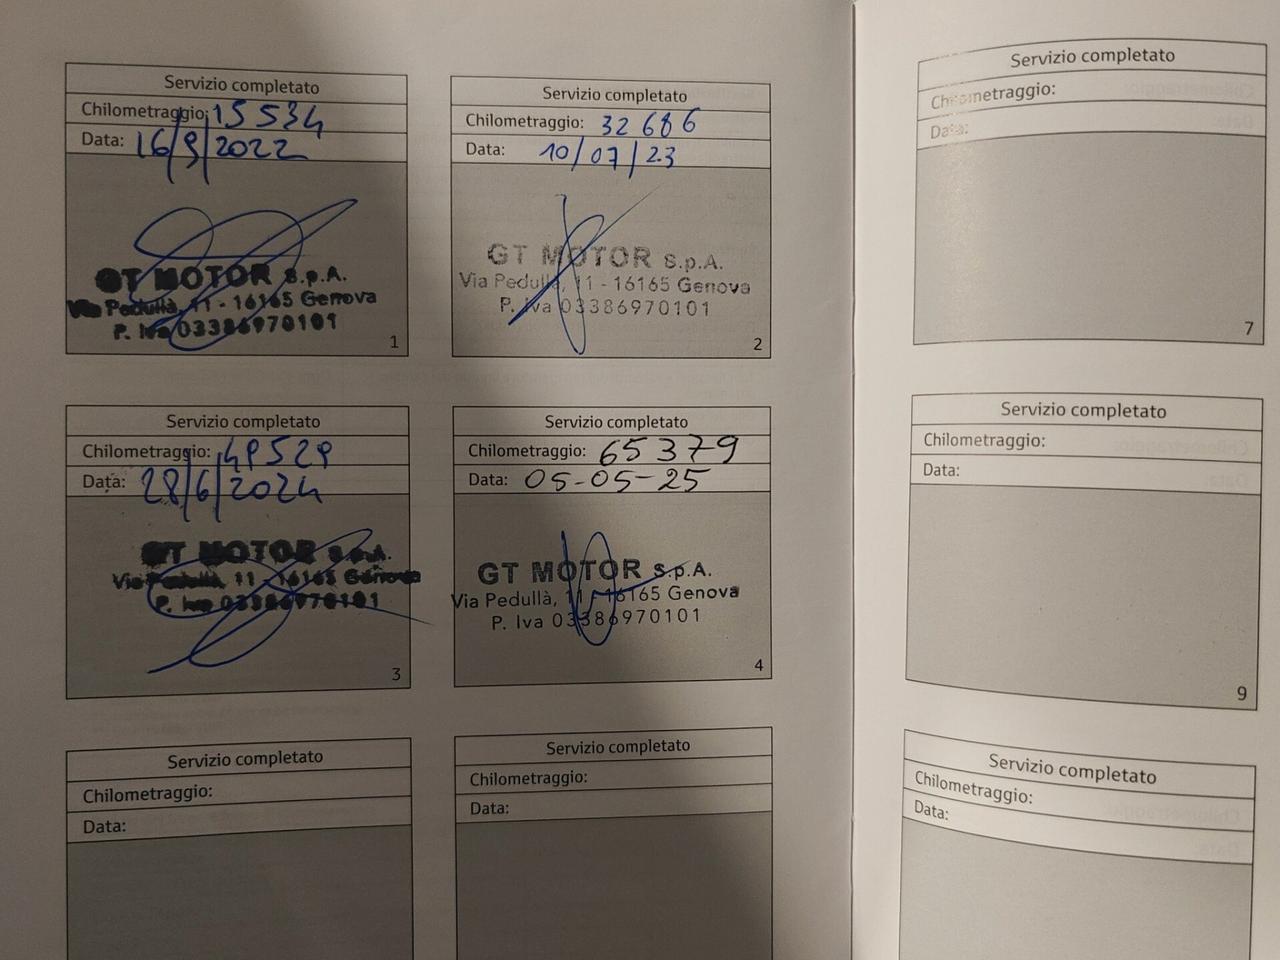 Servizio completato
Chilometraggio: 15534
Data: 16/9/2022
GT MOTOR S.p.A.
Via Pedullà, 11 - 16165 Genova
P. Iva 03386970101
1
Servizio completato
Chilometraggio: 32686
Data: 10/07/23
GT MOTOR S.p.A.
Via Pedullà, 11 - 16165 Genova
P. Iva 03386970101
2
Servizio completato
Chilometraggio: 49529
Data: 28/6/2024
GT MOTOR S.p.A.
Via Pedullà, 11 - 16165 Genova
P. Iva 03386970101
3
Servizio completato
Chilometraggio: 65379
Data: 05-05-25
GT MOTOR S.p.A.
Via Pedullà, 11 - 16165 Genova
P. Iva 03386970101
4
Servizio completato
Chilometraggio:
Data:
Servizio completato
Chilometraggio:
Data:
Servizio completato
Chilometraggio:
Data:
7
Servizio completato
Chilometraggio:
Data:
9
Servizio completato
Chilometraggio:
Data: